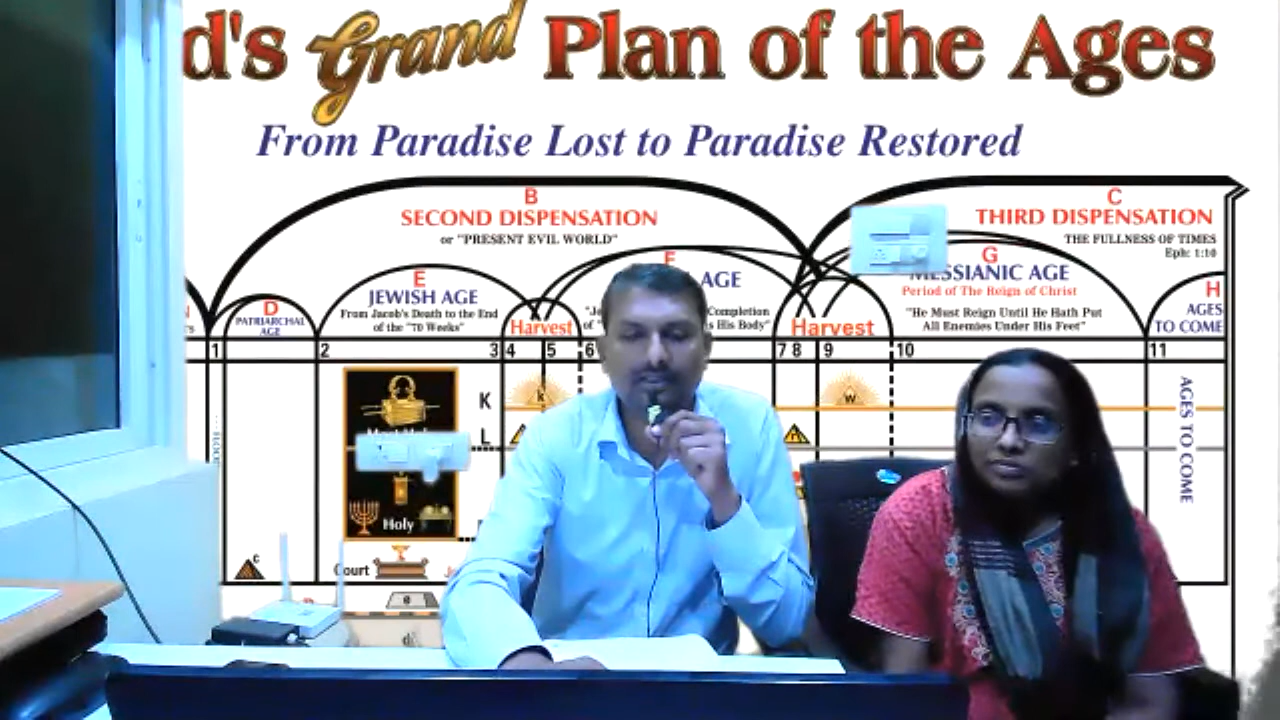 d's Grand Plan of the Ages
From Paradise Lost to Paradise Restored
B
SECOND DISPENSATION
or "PRESENT EVIL WORLD"
C
THIRD DISPENSATION
THE FULLNESS OF TIMES
Eph: 1:10
D
PATRIARCHAL
AGE
E
JEWISH AGE
From Jacob's Death to the End
of the "70 Weeks"
Harvest
F
AGE
Completion
of
s His Body"
Harvest
G
MESSIANIC AGE
Period of The Reign of Christ
"He Must Reign Until He Hath Put
All Enemies Under His Feet"
H
AGES
TO COME
1 2 3 4 5 6 7 8 9 10 11
K
L
k
w
AGES TO COME
Holy
Court
c